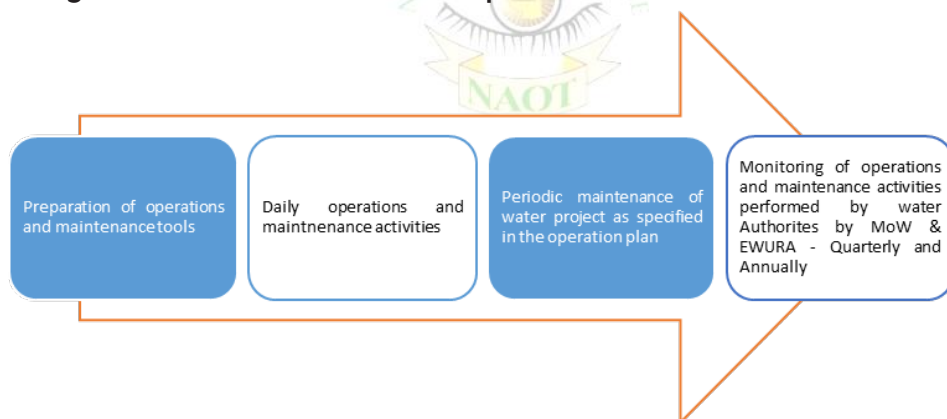 NAOT
Preparation of operations
and maintenance tools
Daily operations and
maintnenance activities
Periodic maintenance of
water project as specified
in the operation plan
Monitoring of operations
and maintenance activities
performed by water
Authorites by MoW &
EWURA - Quarterly and
Annually